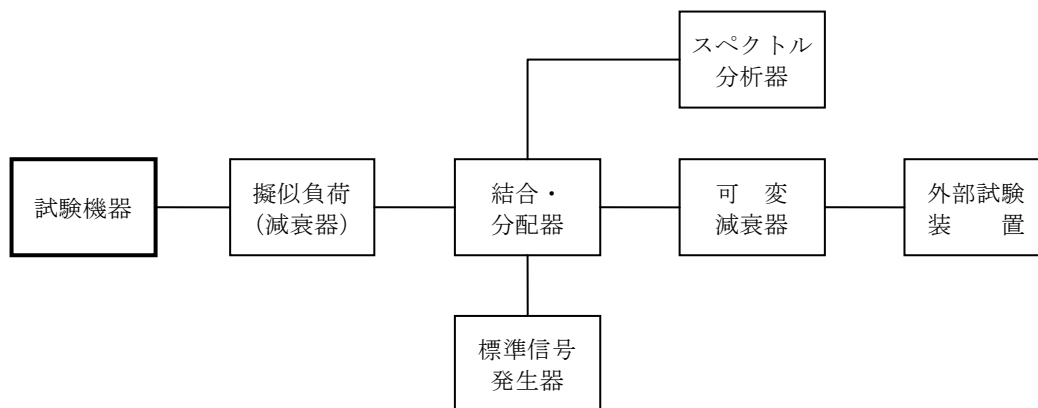 スペクトル
分析器
試験機器
擬似負荷
（減衰器）
結合・
分配器
可　変
減衰器
外部試験
装　　置
標準信号
発生器